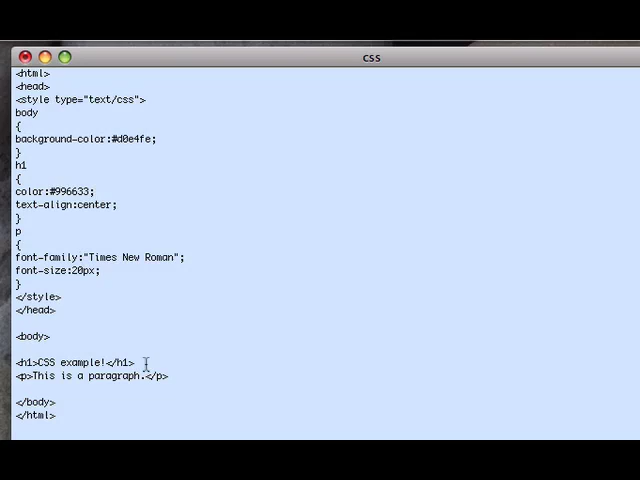 CSS
<html>
<head>
<style type="text/css">
body
{
background-color:#d0e4fe;
}
h1
{
color:#996633;
text-align:center;
}
p
{
font-family:"Times New Roman";
font-size:20px;
}
</style>
</head>
<body>
<h1>CSS example!</h1>
<p>This is a paragraph.</p>
</body>
</html>